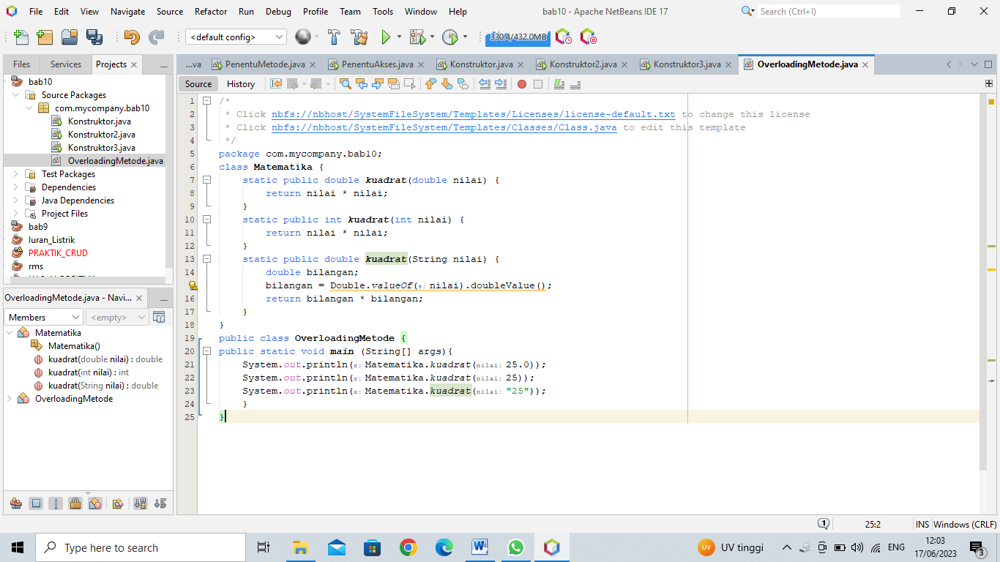 File Edit View Navigate Source Refactor Run Debug Profile Team Tools Window Help
bab10 - Apache NetBeans IDE 17
Search (Ctrl+I)
<default config>
330.4/432.0MB
Files Services Projects
...va PenentuMetode.java PenentuAkses.java Konstruktor.java Konstruktor2.java Konstruktor3.java OverloadingMetode.java
Source History
bab10
Source Packages
com.mycompany.bab10
Konstruktor.java
Konstruktor2.java
Konstruktor3.java
OverloadingMetode.java
Test Packages
Dependencies
Java Dependencies
Project Files
bab9
Iuran_Listrik
PRAKTIK_CRUD
rms
OverloadingMetode.java - Navi...
Members <empty>
Matematika
Matematika()
kuadrat(double nilai) : double
kuadrat(int nilai) : int
kuadrat(String nilai) : double
OverloadingMetode
1 /*
2 * Click nbfs://nbhost/SystemFileSystem/Templates/Licenses/license-default.txt to change this license
3 * Click nbfs://nbhost/SystemFileSystem/Templates/Classes/Class.java to edit this template
4 */
5 package com.mycompany.bab10;
6 class Matematika {
7 static public double kuadrat(double nilai) {
8 return nilai * nilai;
9 }
10 static public int kuadrat(int nilai) {
11 return nilai * nilai;
12 }
13 static public double kuadrat(String nilai) {
14 double bilangan;
bilangan = Double.valueOf(s: nilai).doubleValue();
16 return bilangan * bilangan;
17 }
18 }
19 public class OverloadingMetode {
20 public static void main (String[] args){
21 System.out.println(x: Matematika.kuadrat(nilai: 25.0));
22 System.out.println(x: Matematika.kuadrat(nilai: 25));
23 System.out.println(x: Matematika.kuadrat(nilai: "25"));
24 }
25 }
1 25:2 INS Windows (CRLF)
Type here to search
UV UV tinggi
ENG
12:03
17/06/2023
3